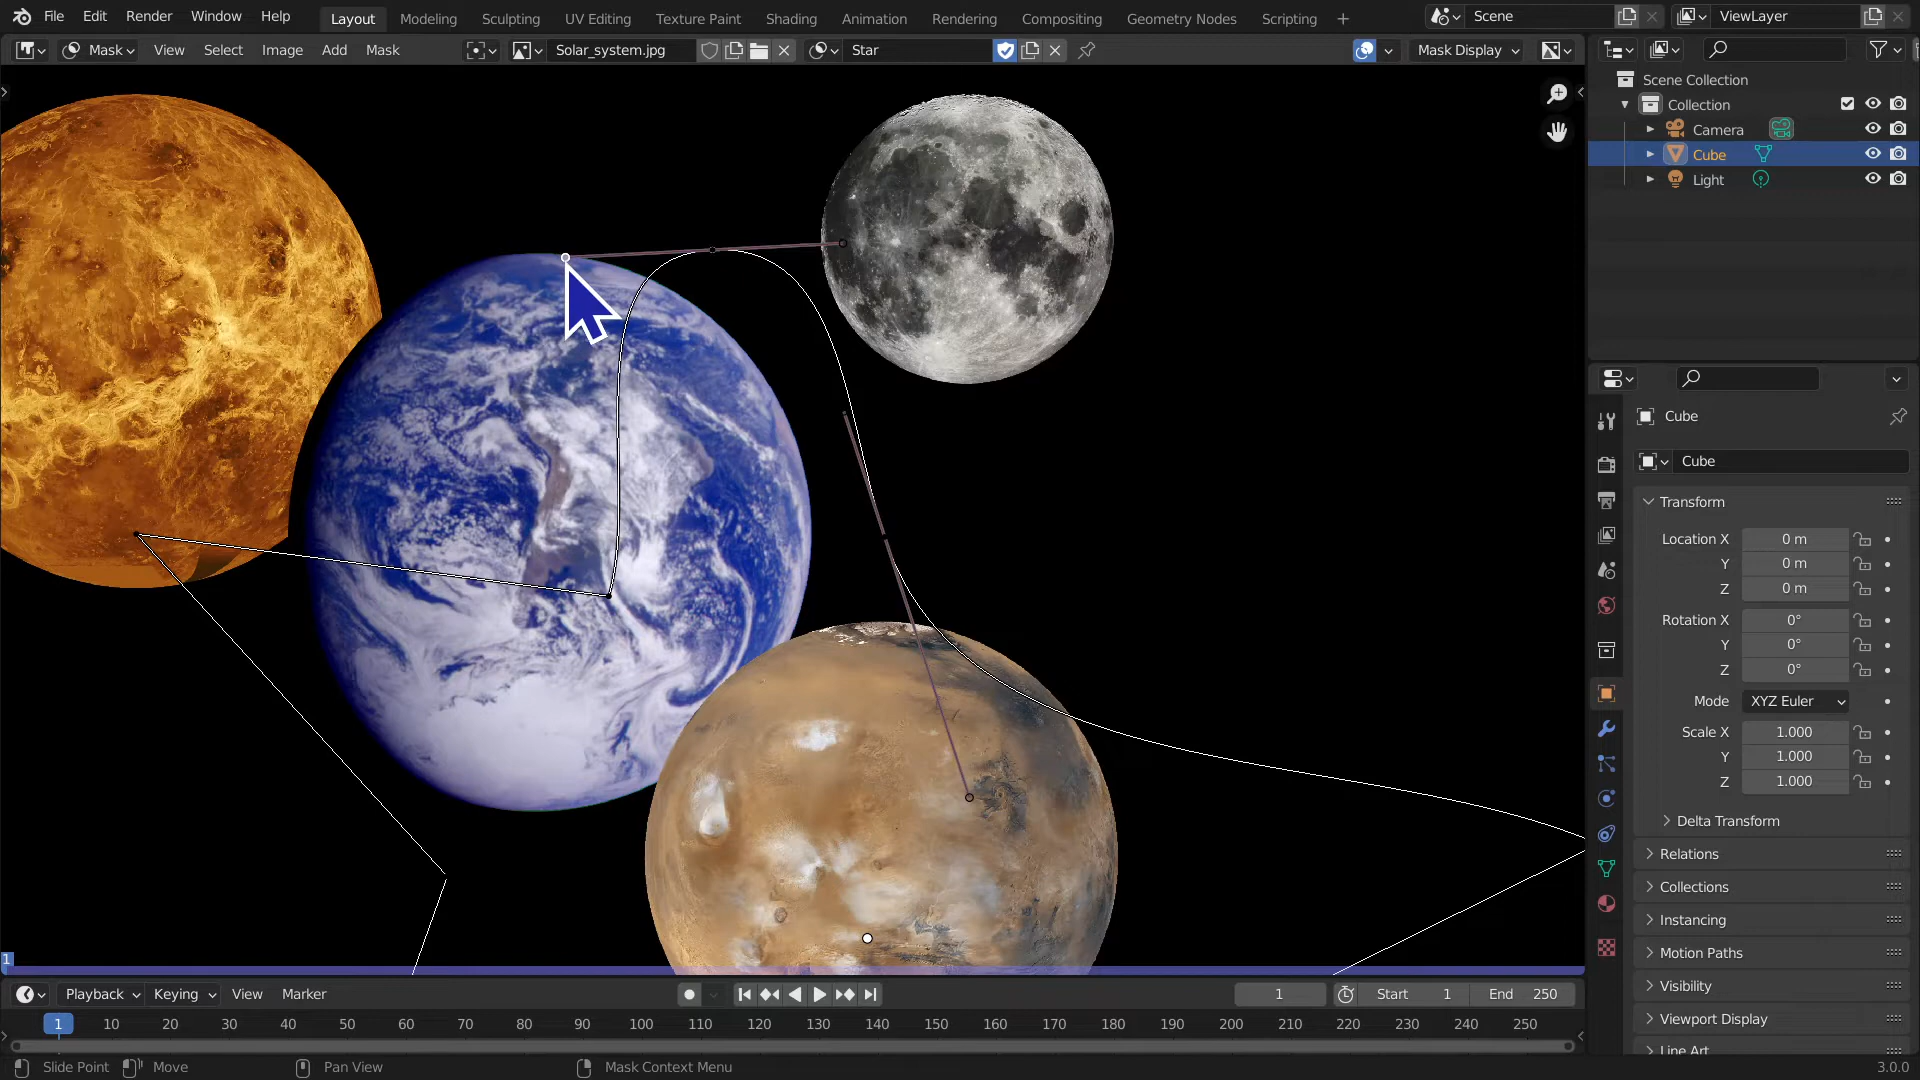 File Edit Render Window Help Layout Modeling Sculpting UV Editing Texture Paint Shading Animation Rendering Compositing Geometry Nodes Scripting + Scene ViewLayer
Mask View Select Image Add Mask Solar_system.jpg Star Mask Display
Scene Collection
Collection
Camera
Cube
Light
Cube
Cube
Transform
Location X 0 m
Y 0 m
Z 0 m
Rotation X 0°
Y 0°
Z 0°
Mode XYZ Euler
Scale X 1.000
Y 1.000
Z 1.000
Delta Transform
Relations
Collections
Instancing
Motion Paths
Visibility
Viewport Display
Line Art
1
Playback Keying View Marker 1 Start 1 End 250
1 10 20 30 40 50 60 70 80 90 100 110 120 130 140 150 160 170 180 190 200 210 220 230 240 250
Slide Point Move Pan View Mask Context Menu 3.0.0